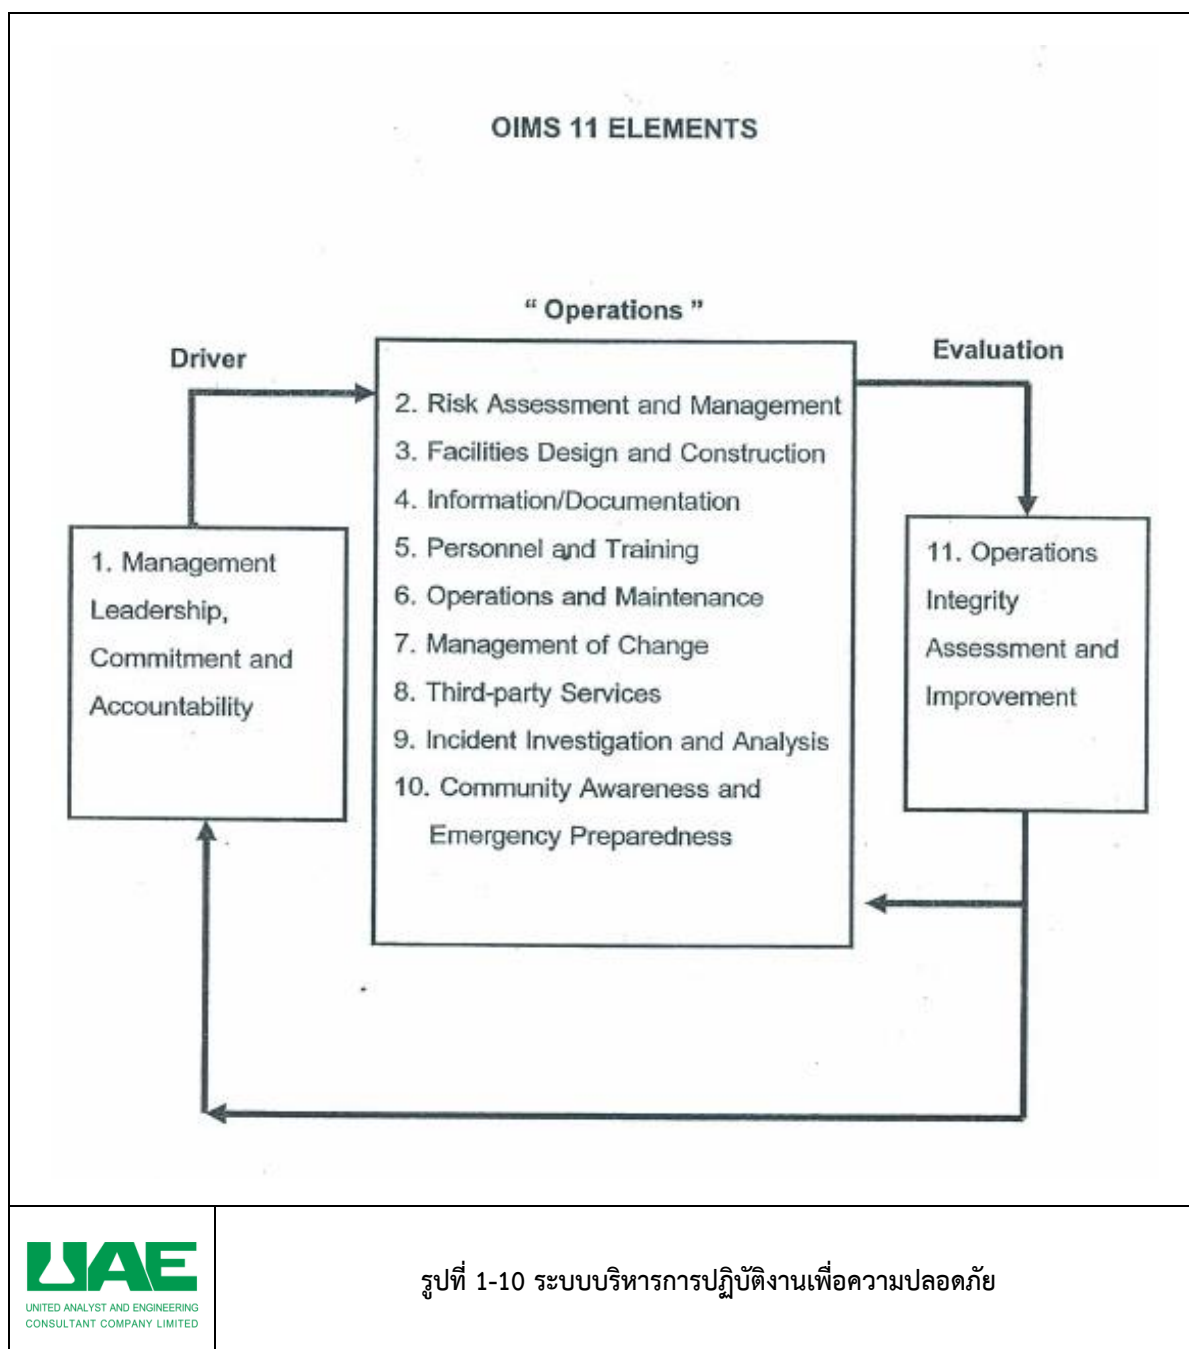 OIMS 11 ELEMENTS
“ Operations ”
Driver
Evaluation
1. Management
Leadership,
Commitment and
Accountability
2. Risk Assessment and Management
3. Facilities Design and Construction
4. Information/Documentation
5. Personnel and Training
6. Operations and Maintenance
7. Management of Change
8. Third-party Services
9. Incident Investigation and Analysis
10. Community Awareness and
Emergency Preparedness
11. Operations
Integrity
Assessment and
Improvement
UAE
UNITED ANALYST AND ENGINEERING
CONSULTANT COMPANY LIMITED
รูปที่ 1-10 ระบบบริหารการปฏิบัติงานเพื่อความปลอดภัย